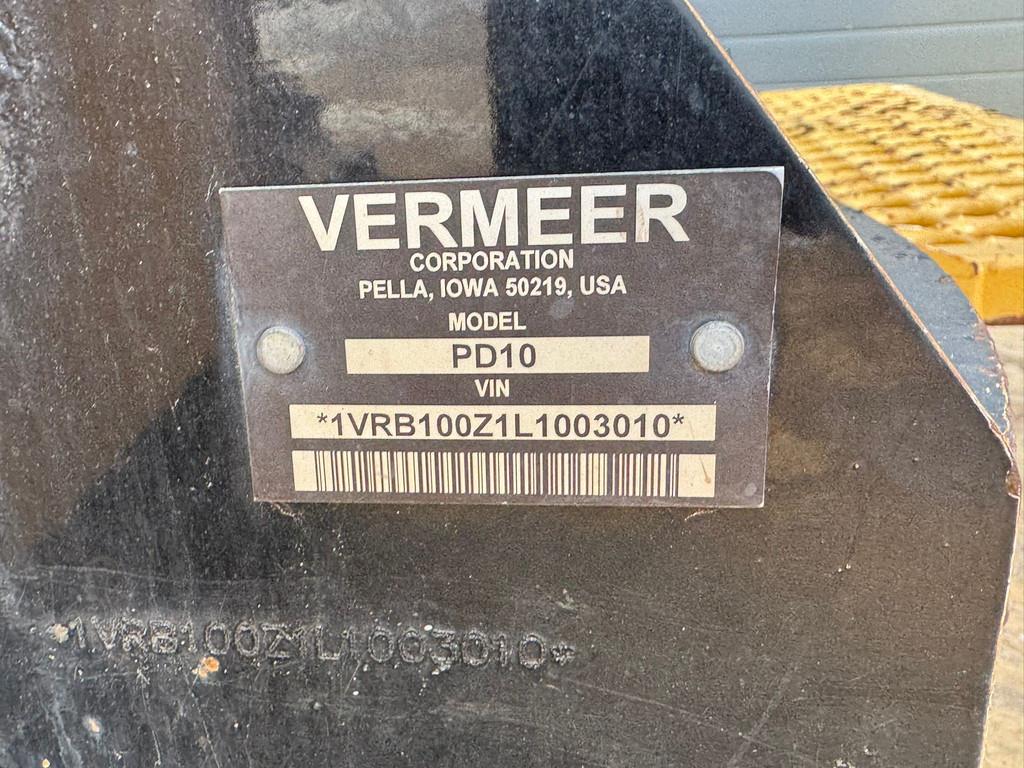 VERMEER
CORPORATION
PELLA, IOWA 50219, USA
MODEL
PD10
VIN
*1VRB100Z1L1003010*
*1VRB100Z1L1003010*